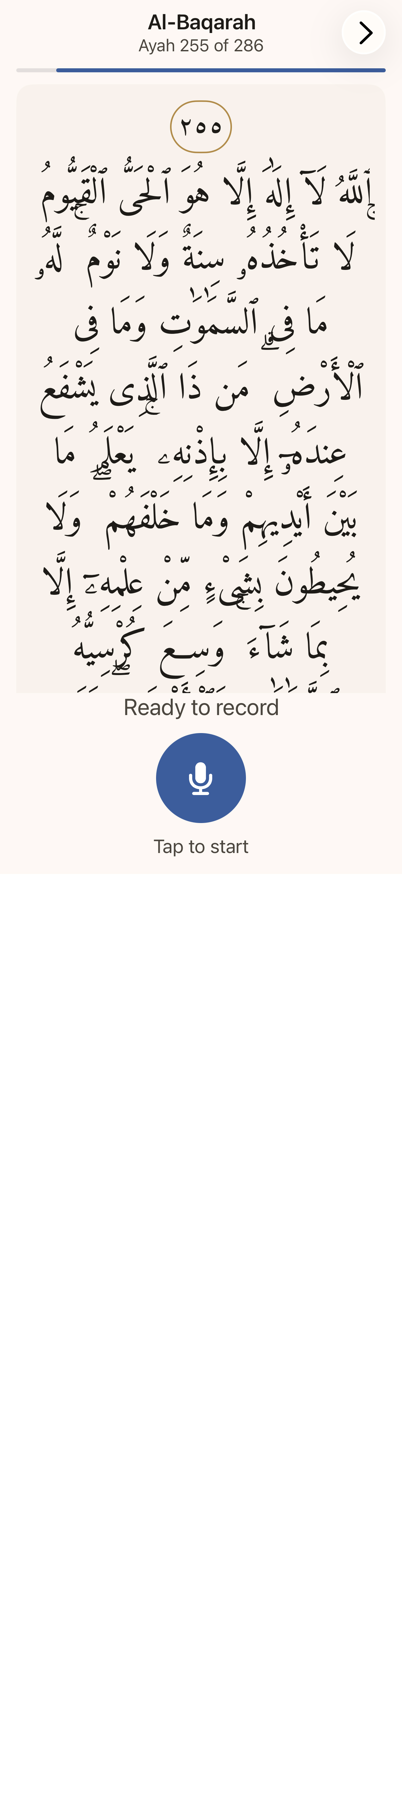 Al-Baqarah
Ayah 255 of 286
٢٥٥
ٱللَّهُ لَآ إِلَٰهَ إِلَّا هُوَ ٱلْحَىُّ ٱلْقَيُّومُ ۚ
لَا تَأْخُذُهُۥ سِنَةٌ وَلَا نَوْمٌ ۚ لَّهُۥ
مَا فِى ٱلسَّمَٰوَٰتِ وَمَا فِى
ٱلْأَرْضِ ۗ مَن ذَا ٱلَّذِى يَشْفَعُ
عِندَهُۥٓ إِلَّا بِإِذْنِهِۦ ۚ يَعْلَمُ مَا
بَيْنَ أَيْدِيهِمْ وَمَا خَلْفَهُمْ ۖ وَلَا
يُحِيطُونَ بِشَىْءٍ مِّنْ عِلْمِهِۦٓ إِلَّا
بِمَا شَآءَ ۚ وَسِعَ كُرْسِيُّهُ
Ready to record
Tap to start